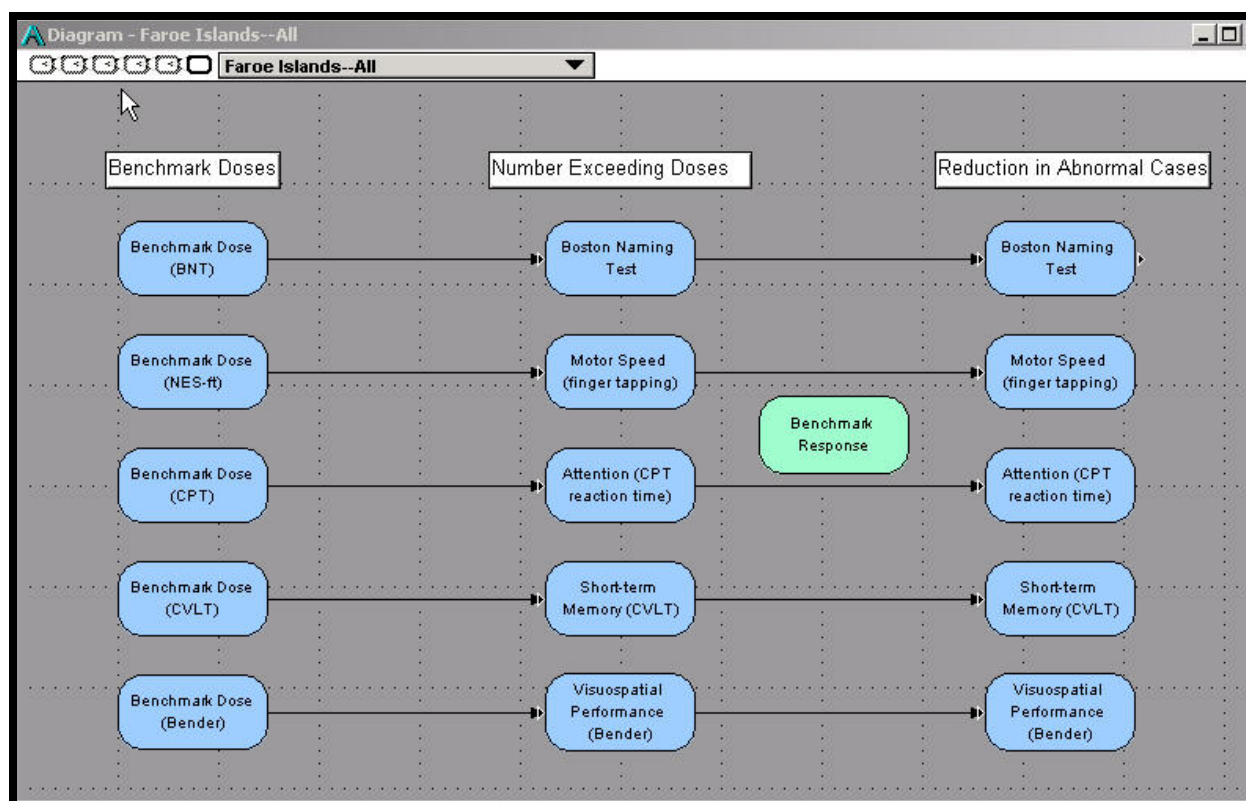 Diagram - Faroe Islands--All
Faroe Islands--All
Benchmark Doses
Number Exceeding Doses
Reduction in Abnormal Cases
Benchmark Dose
(BNT)
Boston Naming
Test
Boston Naming
Test
Benchmark Dose
(NES-ft)
Motor Speed
(finger tapping)
Motor Speed
(finger tapping)
Benchmark
Response
Benchmark Dose
(CPT)
Attention (CPT
reaction time)
Attention (CPT
reaction time)
Benchmark Dose
(CVLT)
Short-term
Memory (CVLT)
Short-term
Memory (CVLT)
Benchmark Dose
(Bender)
Visuospatial
Performance
(Bender)
Visuospatial
Performance
(Bender)